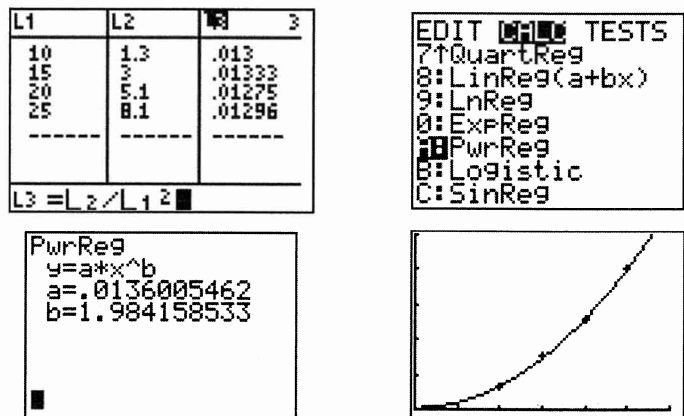 L1 L2 L3 3
10 1.3 .013
15 3 .01333
20 5.1 .01275
25 8.1 .01296
------ ------ ------
L3 =L2/L1²
EDIT CALC TESTS
7↑QuartReg
8:LinReg(a+bx)
9:LnReg
0:ExpReg
A:PwrReg
B:Logistic
C:SinReg
PwrReg
y=a*x^b
a=.0136005462
b=1.984158533